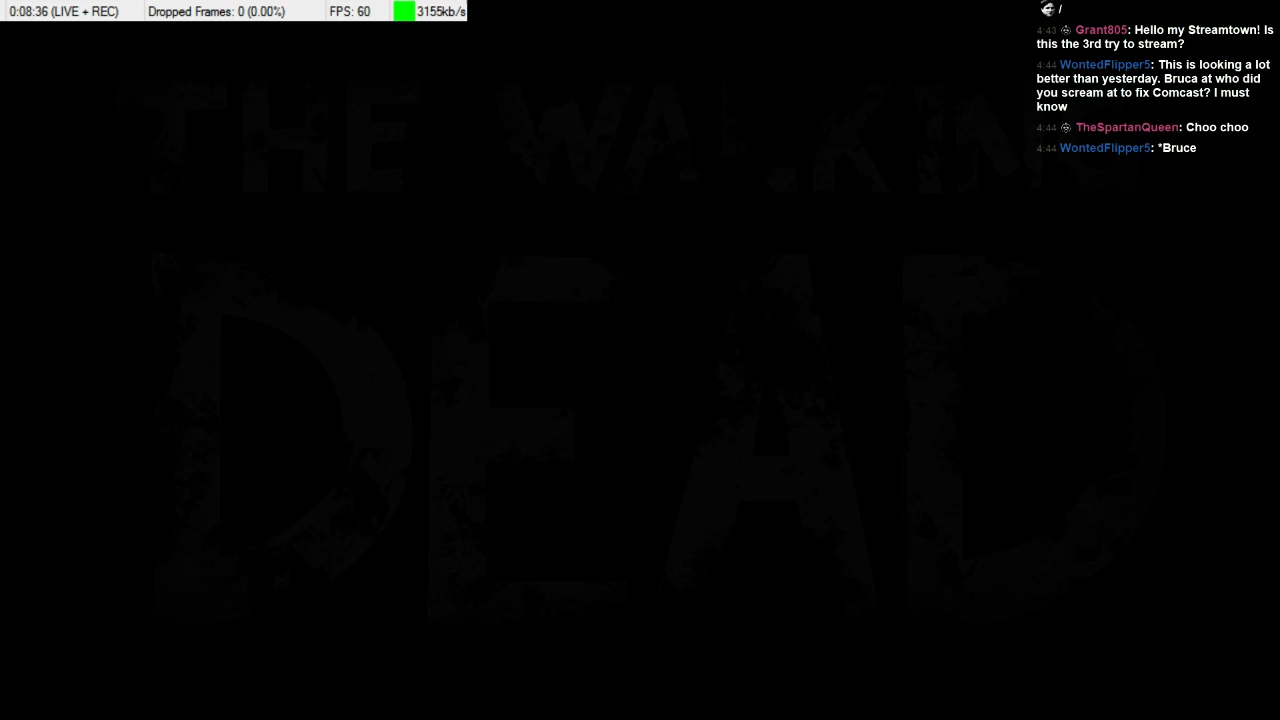 0:08:36 (LIVE + REC) Dropped Frames: 0 (0.00%) FPS: 60 3155kb/s
/
4:43 Grant805: Hello my Streamtown! Is
this the 3rd try to stream?
4:44 WontedFlipper5: This is looking a lot
better than yesterday. Bruca at who did
you scream at to fix Comcast? I must
know
4:44 TheSpartanQueen: Choo choo
4:44 WontedFlipper5: *Bruce
THE WALKING
DEAD